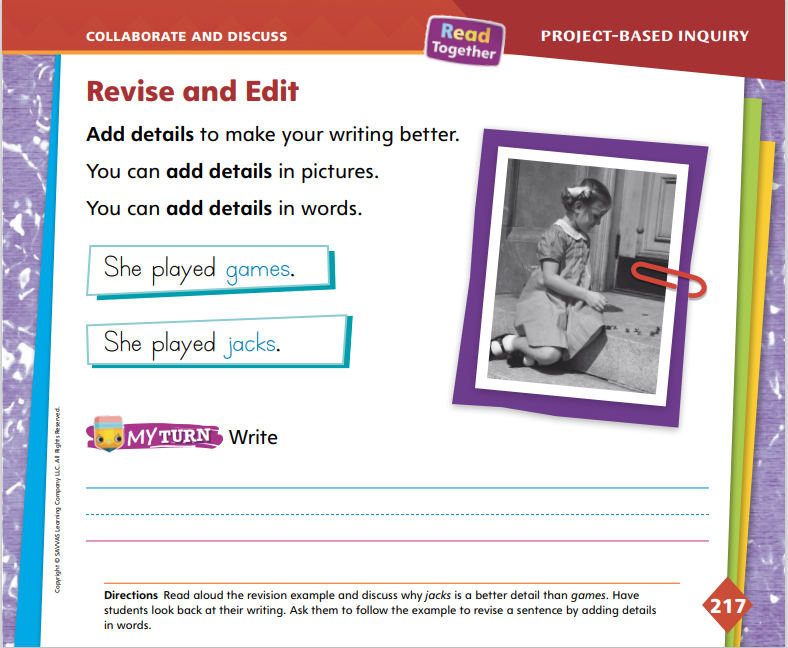 COLLABORATE AND DISCUSS
Read
Together
PROJECT-BASED INQUIRY
Revise and Edit
Add details to make your writing better.
You can add details in pictures.
You can add details in words.
She played games.
She played jacks.
MY TURN Write
Copyright © SAVVAS Learning Company LLC. All Rights Reserved.
Directions Read aloud the revision example and discuss why jacks is a better detail than games. Have
students look back at their writing. Ask them to follow the example to revise a sentence by adding details
in words.
217